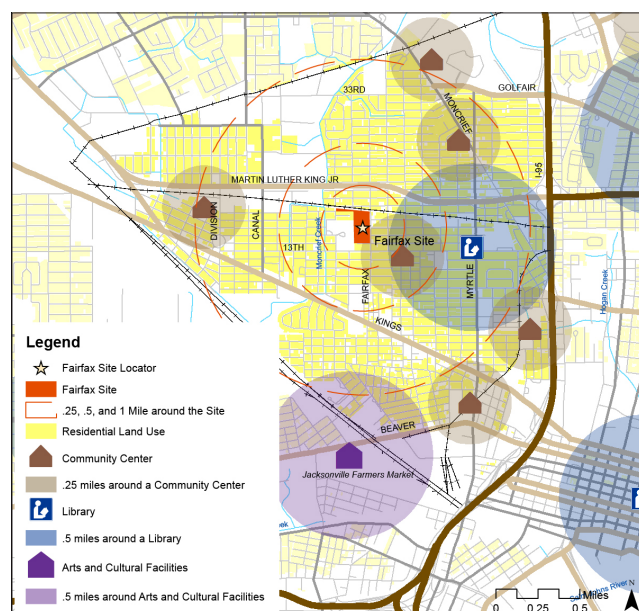 33RD
MONCRIEF
GOLFAIR
I-95
MARTIN LUTHER KING JR
DIVISION
CANAL
13TH
Moncrief Creek
Fairfax Site
FAIRFAX
MYRTLE
KINGS
Hogan Creek
BEAVER
Jacksonville Farmers Market
Legend
Fairfax Site Locator
Fairfax Site
.25, .5, and 1 Mile around the Site
Residential Land Use
Community Center
.25 miles around a Community Center
Library
.5 miles around a Library
Arts and Cultural Facilities
.5 miles around Arts and Cultural Facilities
Creek
Johns River
Miles
0 0.25 0.5
N